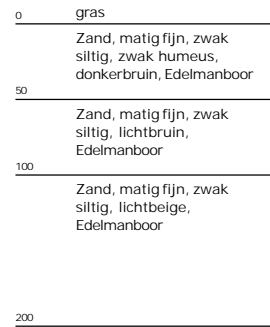 0 gras
Zand, matig fijn, zwak
siltig, zwak humeus,
donkerbruin, Edelmanboor
50
Zand, matig fijn, zwak
siltig, lichtbruin,
Edelmanboor
100
Zand, matig fijn, zwak
siltig, lichtbeige,
Edelmanboor
200